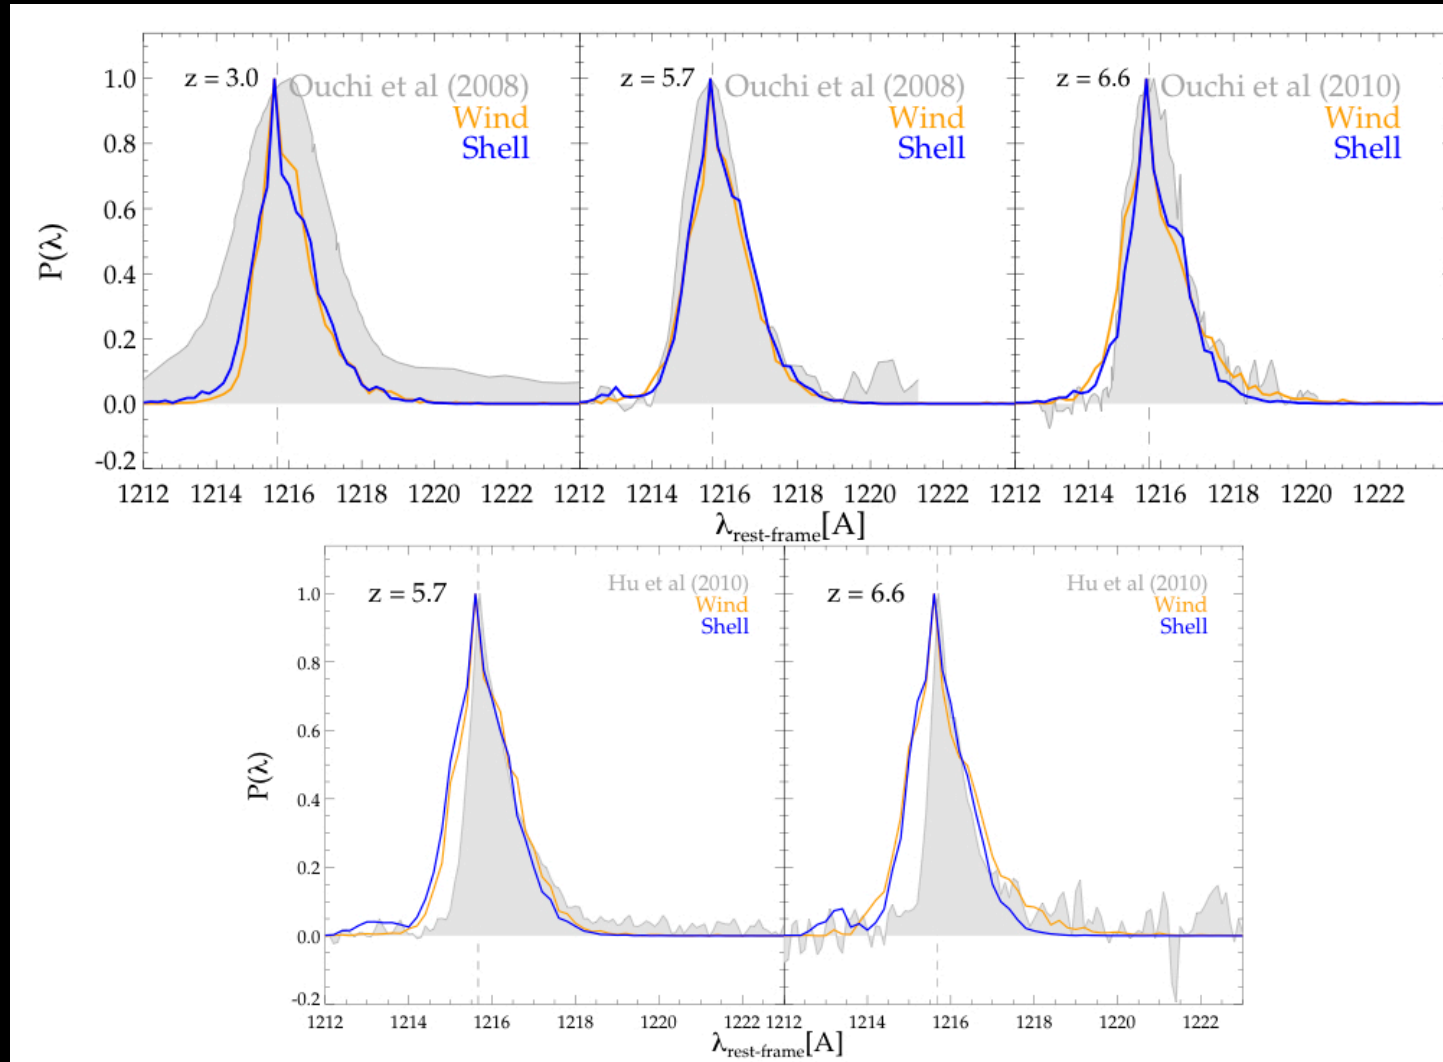 z = 3.0 Ouchi et al (2008)
Wind
Shell
z = 5.7 Ouchi et al (2008)
Wind
Shell
z = 6.6 Ouchi et al (2010)
Wind
Shell
P(λ)
1.0
0.8
0.6
0.4
0.2
0.0
-0.2
1212 1214 1216 1218 1220 1222 1212 1214 1216 1218 1220 1222 1212 1214 1216 1218 1220 1222
λrest-frame[A]
z = 5.7 Hu et al (2010)
Wind
Shell
z = 6.6 Hu et al (2010)
Wind
Shell
P(λ)
1.0
0.8
0.6
0.4
0.2
0.0
-0.2
1212 1214 1216 1218 1220 1222 1212 1214 1216 1218 1220 1222
λrest-frame[A]